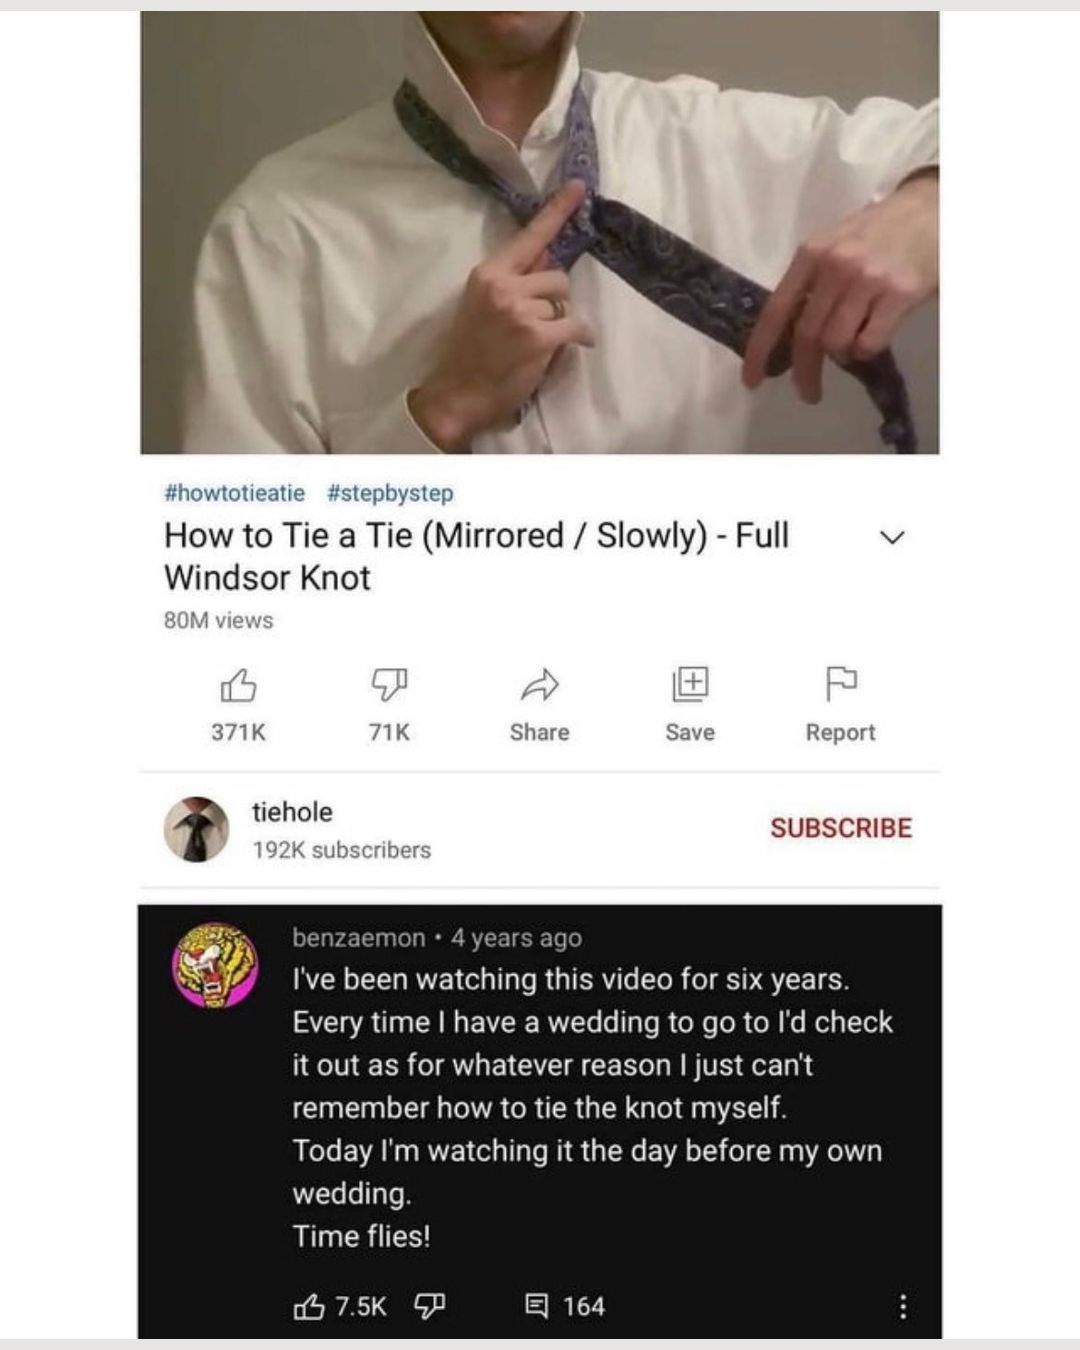 #howtotieatie #stepbystep
How to Tie a Tie (Mirrored / Slowly) - Full
Windsor Knot
80M views
371K 71K Share Save Report
tiehole
192K subscribers
SUBSCRIBE
benzaemon • 4 years ago
I've been watching this video for six years.
Every time I have a wedding to go to I'd check
it out as for whatever reason I just can't
remember how to tie the knot myself.
Today I'm watching it the day before my own
wedding.
Time flies!
7.5K 164